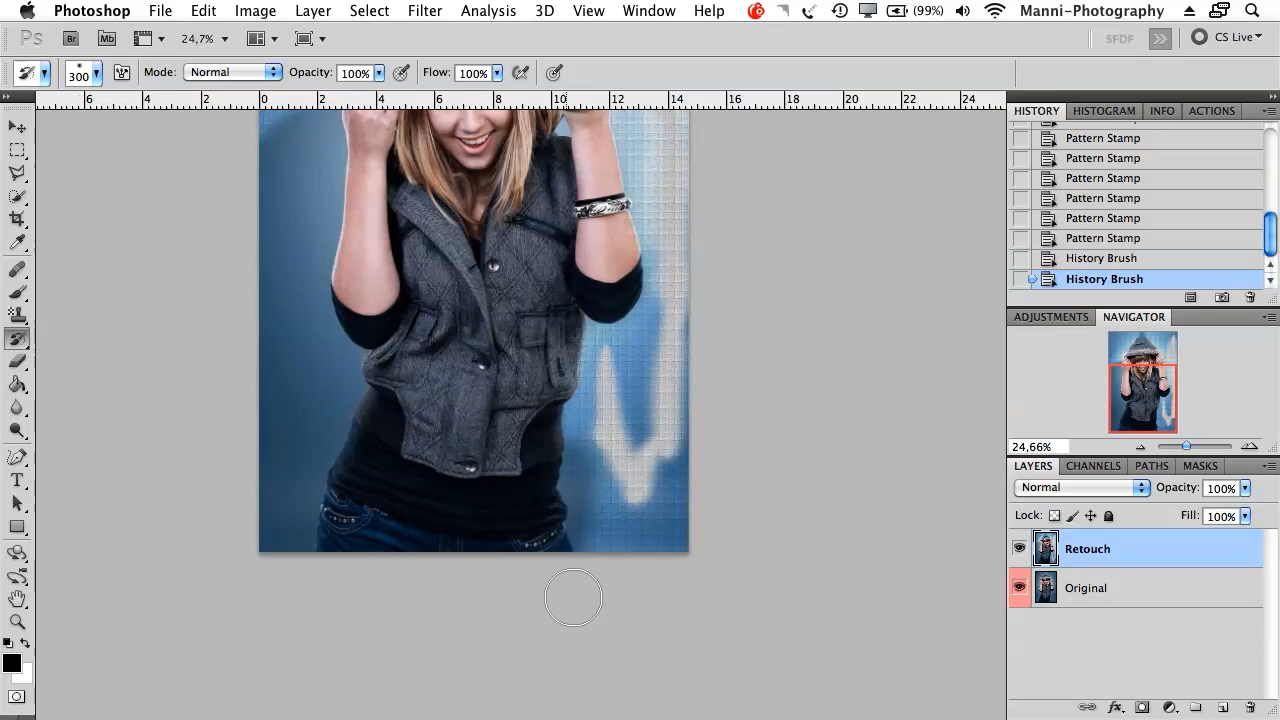 Photoshop File Edit Image Layer Select Filter Analysis 3D View Window Help (99%) Manni-Photography
Ps Br Mb 24,7% SFDF CS Live
300 Mode: Normal Opacity: 100% Flow: 100%
6 4 2 0 2 4 6 8 10 12 14 16 18 20 22 24
HISTORY HISTOGRAM INFO ACTIONS
Pattern Stamp
Pattern Stamp
Pattern Stamp
Pattern Stamp
Pattern Stamp
Pattern Stamp
History Brush
History Brush
ADJUSTMENTS NAVIGATOR
24,66%
LAYERS CHANNELS PATHS MASKS
Normal Opacity: 100%
Lock: Fill: 100%
Retouch
Original